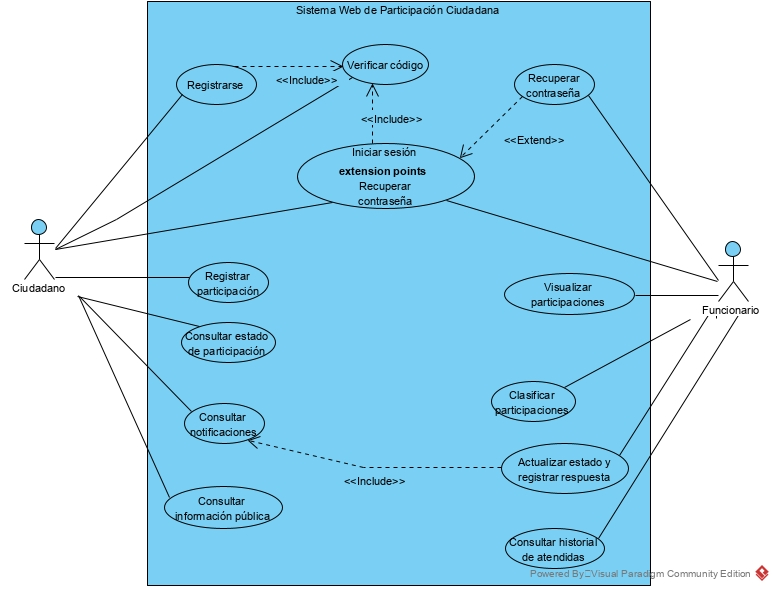 Sistema Web de Participación Ciudadana
Registrarse
<<Include>>
Verificar código
Recuperar
contraseña
<<Include>>
<<Extend>>
Iniciar sesión
extension points
Recuperar
contraseña
Ciudadano
Registrar
participación
Visualizar
participaciones
Funcionario
Consultar estado
de participación
Clasificar
participaciones
Consultar
notificaciones
Actualizar estado y
registrar respuesta
<<Include>>
Consultar
información pública
Consultar historial
de atendidas
Powered By Visual Paradigm Community Edition